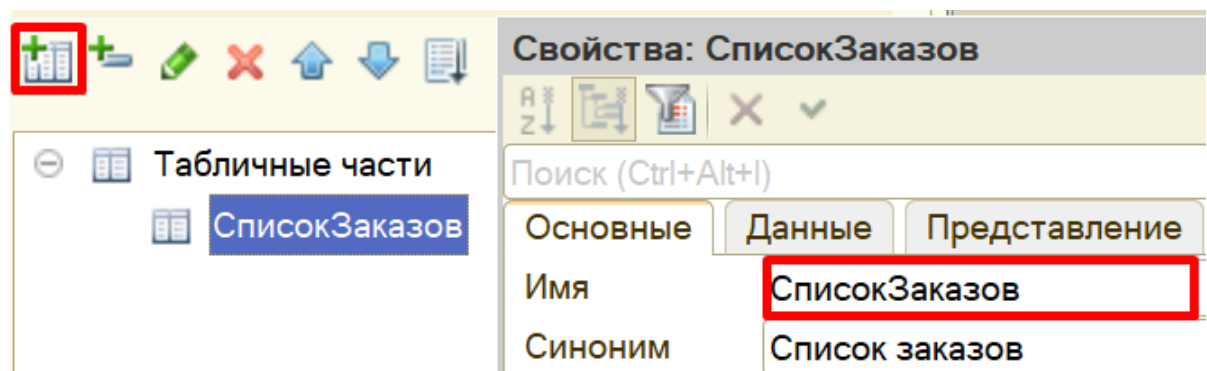 Свойства: СписокЗаказов
Поиск (Ctrl+Alt+I)
Табличные части
СписокЗаказов
Основные Данные Представление
Имя СписокЗаказов
Синоним Список заказов